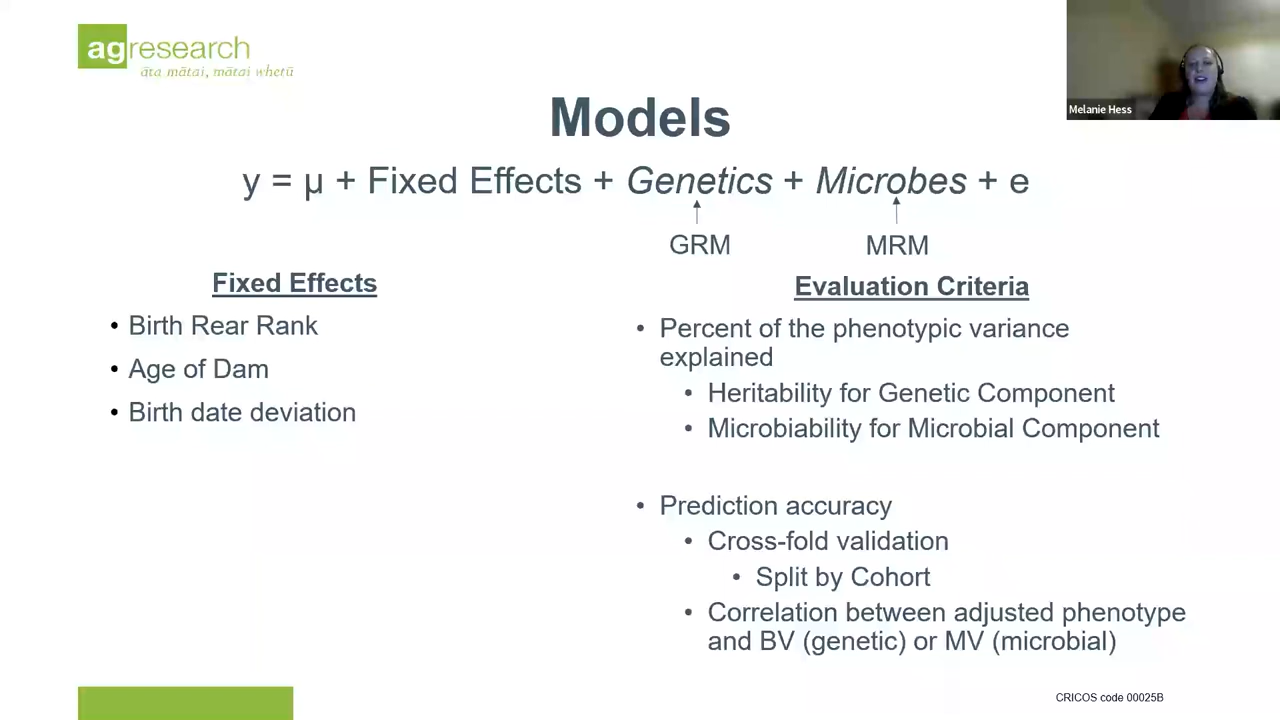 agresearch
āta mātai, mātai whetū
Melanie Hess
Models
y = μ + Fixed Effects + Genetics + Microbes + e
GRM
MRM
Fixed Effects
• Birth Rear Rank
• Age of Dam
• Birth date deviation
Evaluation Criteria
• Percent of the phenotypic variance
explained
• Heritability for Genetic Component
• Microbiability for Microbial Component
• Prediction accuracy
• Cross-fold validation
• Split by Cohort
• Correlation between adjusted phenotype
and BV (genetic) or MV (microbial)
CRICOS code 00025B